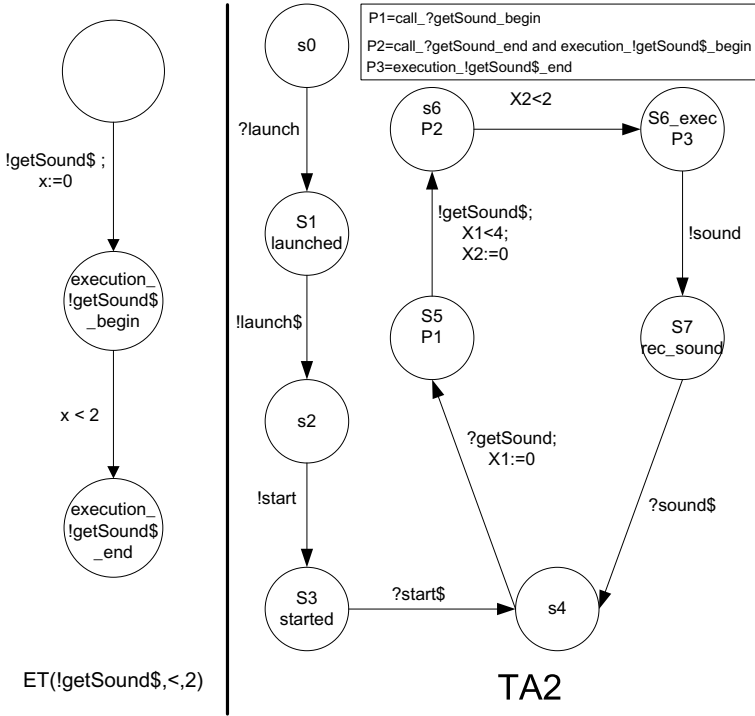 !getSound$ ;
x:=0
execution_
!getSound$
_begin
x < 2
execution_
!getSound$
_end
ET(!getSound$,<,2)
P1=call_?getSound_begin
P2=call_?getSound_end and execution_!getSound$_begin
P3=execution_!getSound$_end
s0
?launch
S1
launched
!launch$
s2
!start
S3
started
?start$
s4
?getSound;
X1:=0
S5
P1
!getSound$;
X1<4;
X2:=0
s6
P2
X2<2
S6_exec
P3
!sound
S7
rec_sound
?sound$
TA2